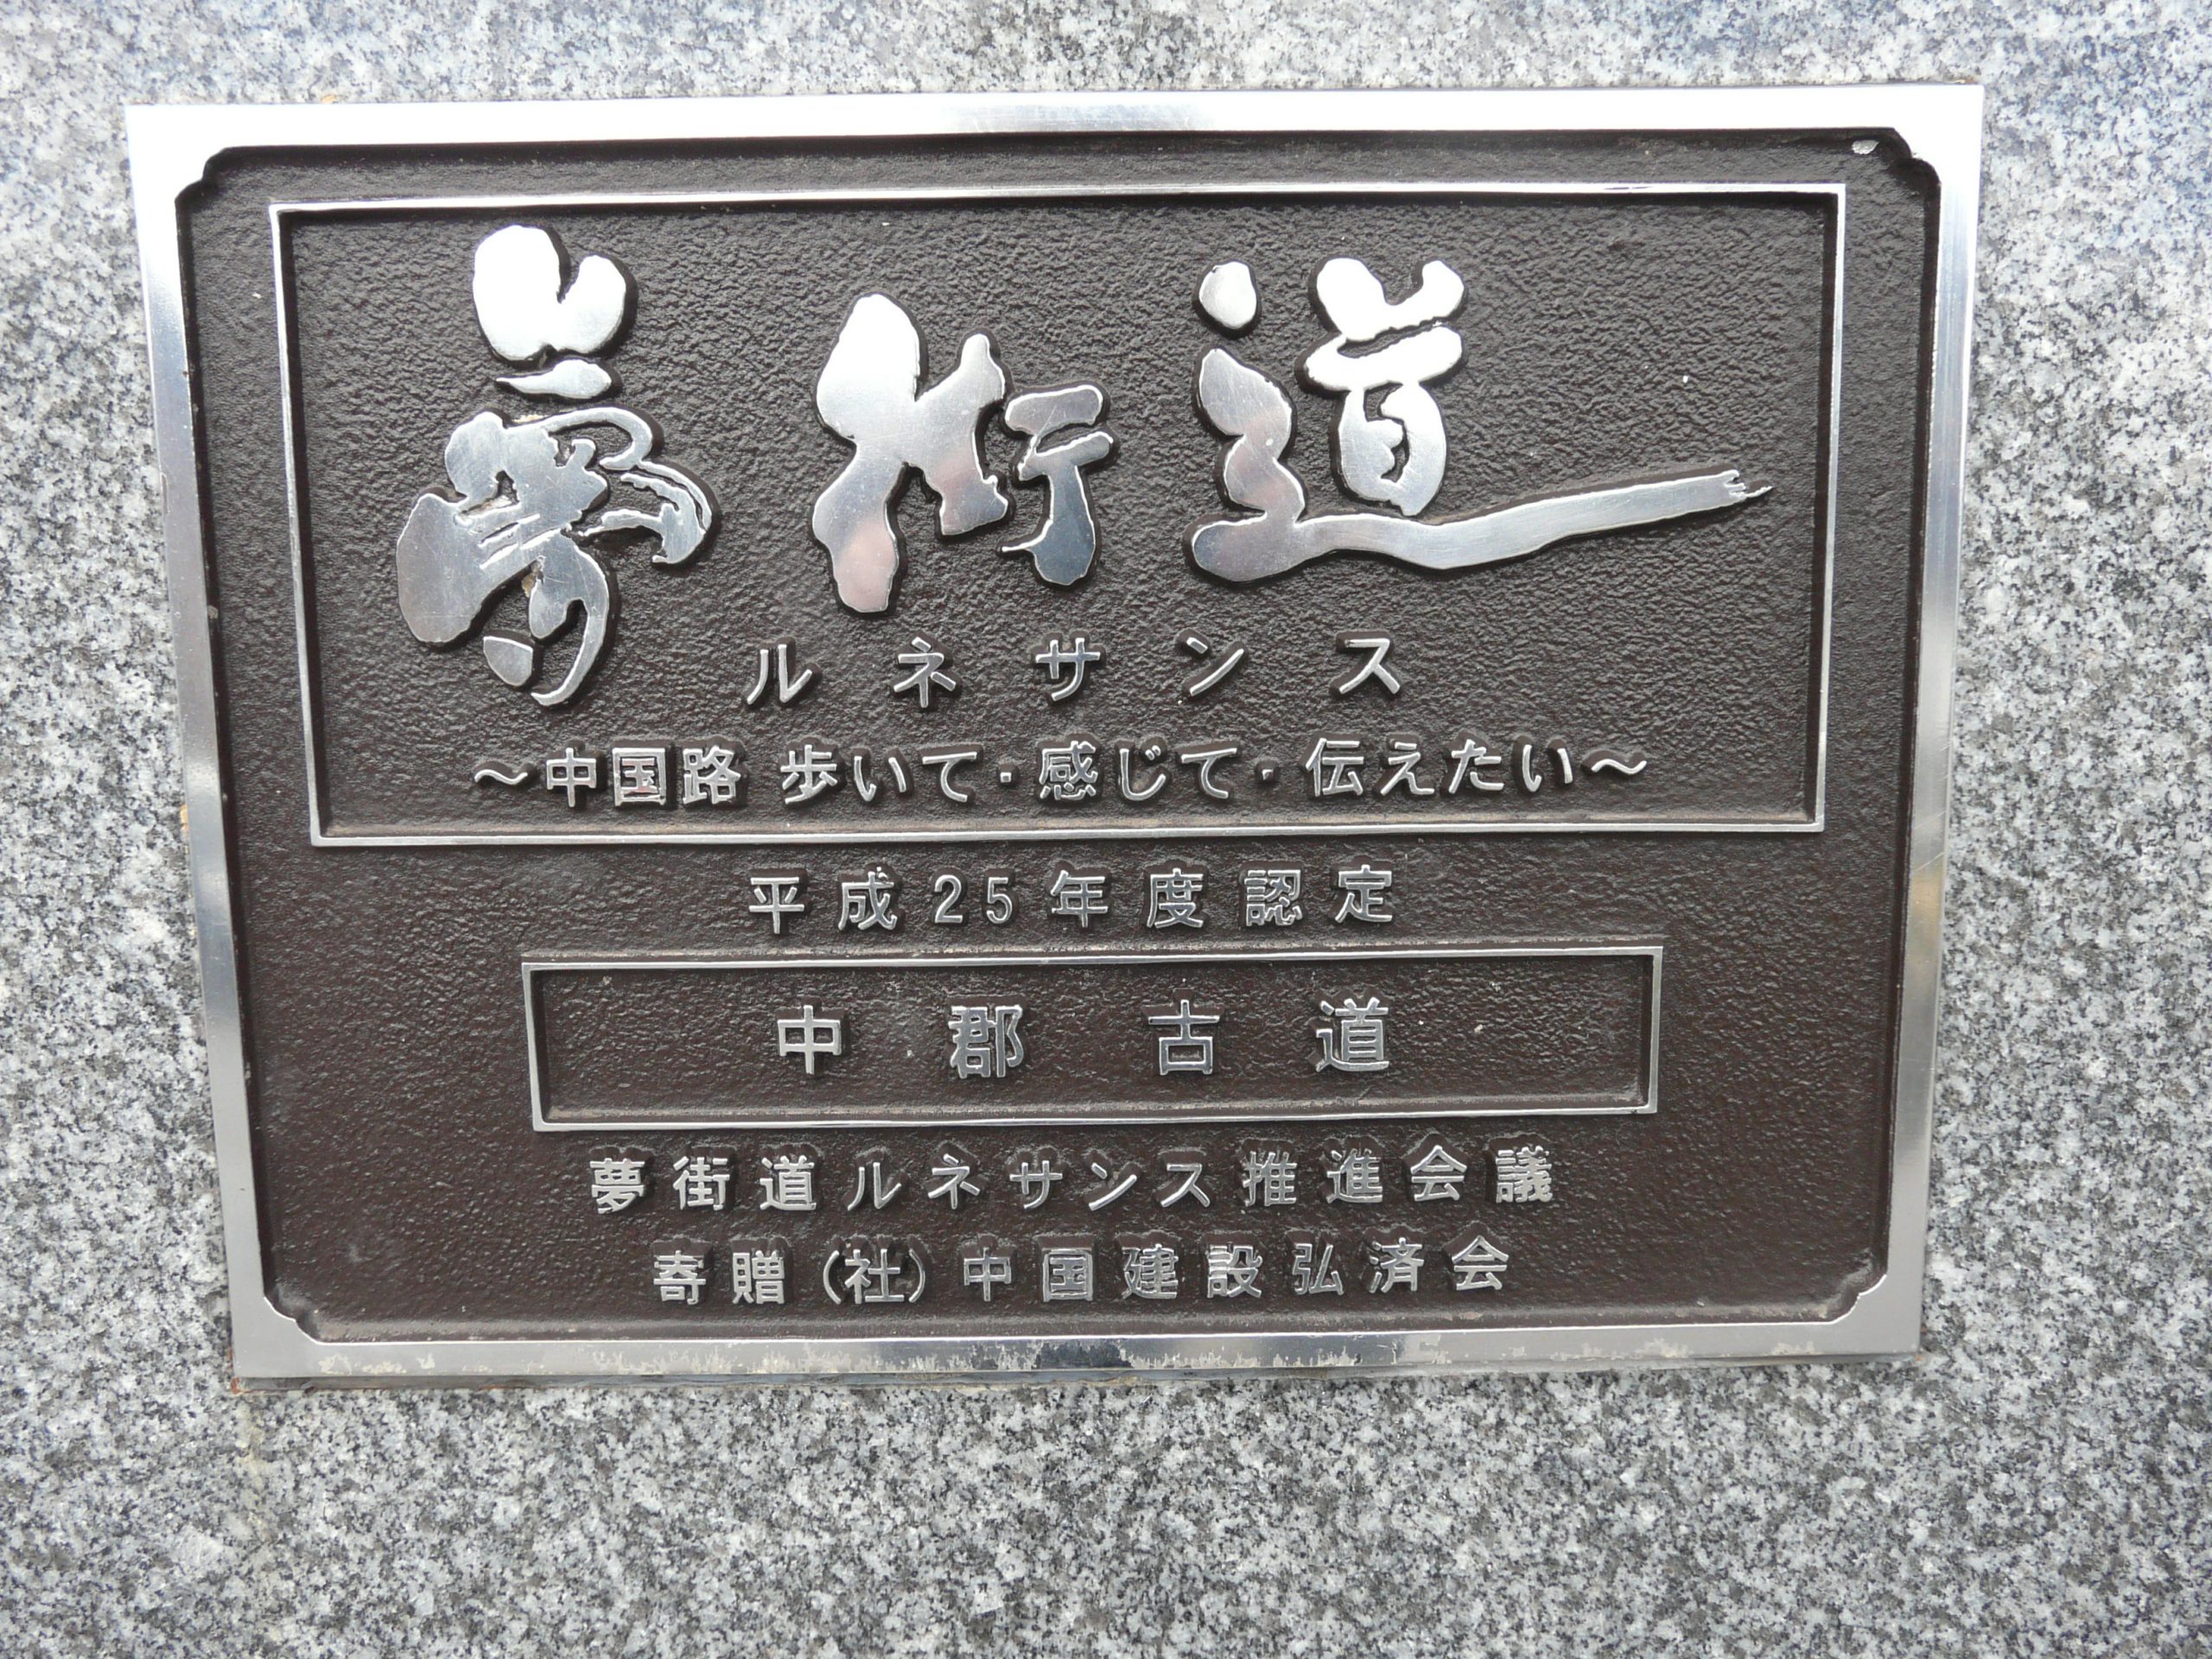 夢街道
ルネサンス
～中国路 歩いて・感じて・伝えたい～
平成25年度認定
中郡古道
夢街道ルネサンス推進会議
寄贈(社)中国建設弘済会